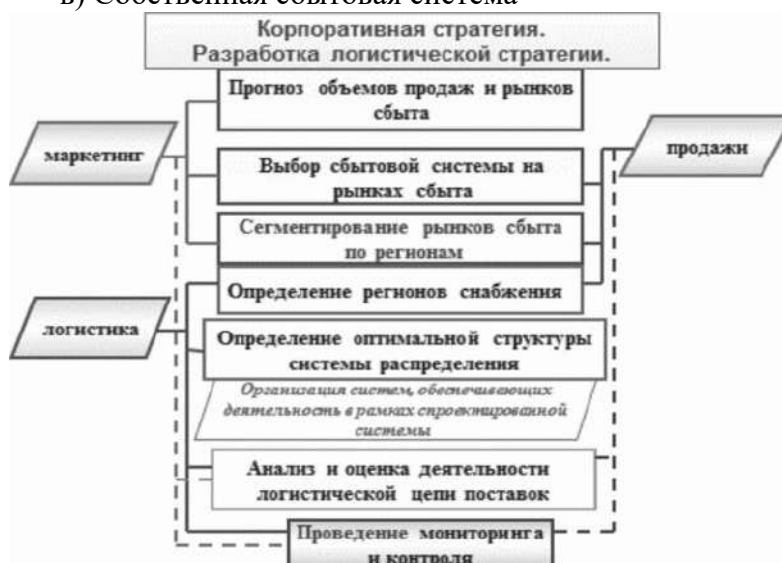 в) Собственная сбытовая система
Корпоративная стратегия.
Разработка логистической стратегии.
Прогноз объемов продаж и рынков
сбыта
маркетинг
продажи
Выбор сбытовой системы на
рынках сбыта
Сегментирование рынков сбыта
по регионам
Определение регионов снабжения
логистика
Определение оптимальной структуры
системы распределения
Организация систем, обеспечивающих
деятельность в рамках спроектированной
системы
Анализ и оценка деятельности
логистической цепи поставок
Проведение мониторинга
и контроля